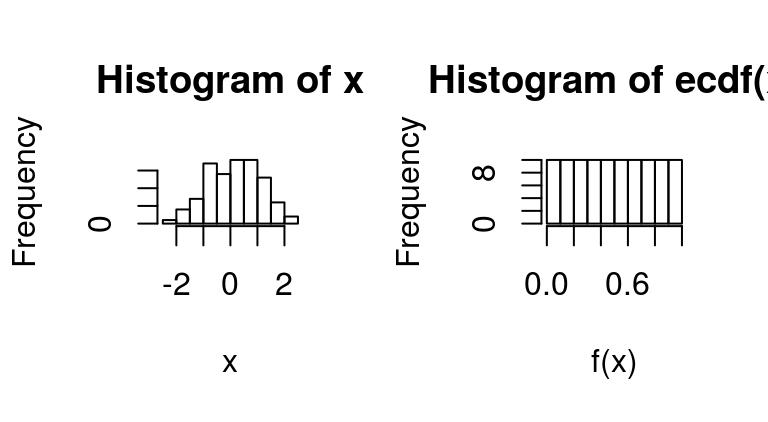 Histogram of x
Frequency
0
-2 0 2
x
Histogram of ecdf(
Frequency
0 8
0.0 0.6
f(x)